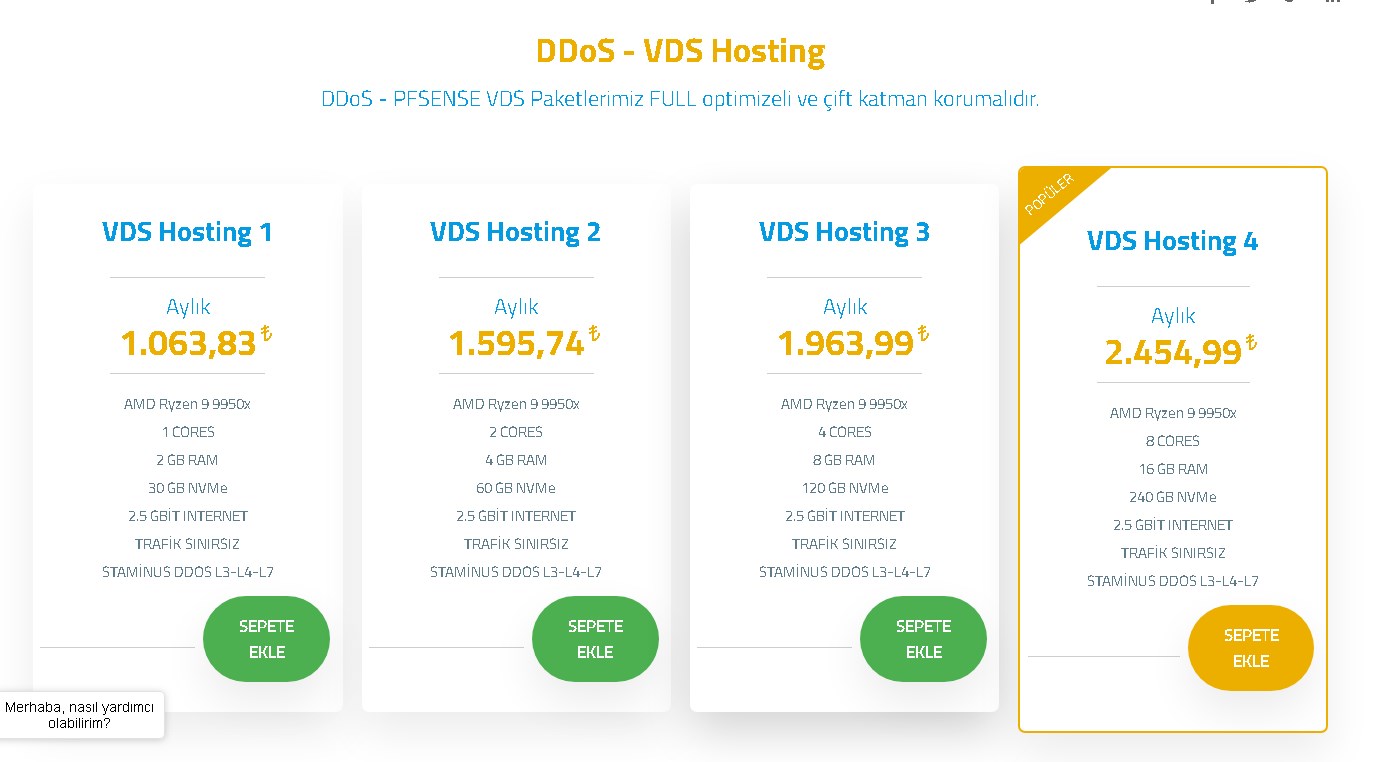 DDoS - VDS Hosting
DDoS - PFSENSE VDS Paketlerimiz FULL optimizeli ve çift katman korumalıdır.
VDS Hosting 1
Aylık
1.063,83 ₺
AMD Ryzen 9 9950x
1 CORES
2 GB RAM
30 GB NVMe
2.5 GBİT INTERNET
TRAFİK SINIRSIZ
STAMİNUS DDOS L3-L4-L7
SEPETE
EKLE
VDS Hosting 2
Aylık
1.595,74 ₺
AMD Ryzen 9 9950x
2 CORES
4 GB RAM
60 GB NVMe
2.5 GBİT INTERNET
TRAFİK SINIRSIZ
STAMİNUS DDOS L3-L4-L7
SEPETE
EKLE
VDS Hosting 3
Aylık
1.963,99 ₺
AMD Ryzen 9 9950x
4 CORES
8 GB RAM
120 GB NVMe
2.5 GBİT INTERNET
TRAFİK SINIRSIZ
STAMİNUS DDOS L3-L4-L7
SEPETE
EKLE
POPÜLER
VDS Hosting 4
Aylık
2.454,99 ₺
AMD Ryzen 9 9950x
8 CORES
16 GB RAM
240 GB NVMe
2.5 GBİT INTERNET
TRAFİK SINIRSIZ
STAMİNUS DDOS L3-L4-L7
SEPETE
EKLE
Merhaba, nasıl yardımcı
olabilirim?